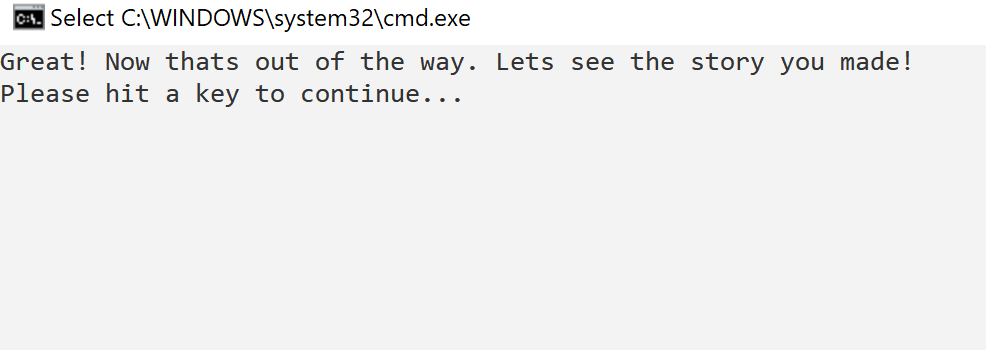 Select C:\WINDOWS\system32\cmd.exe
Great! Now thats out of the way. Lets see the story you made!
Please hit a key to continue...